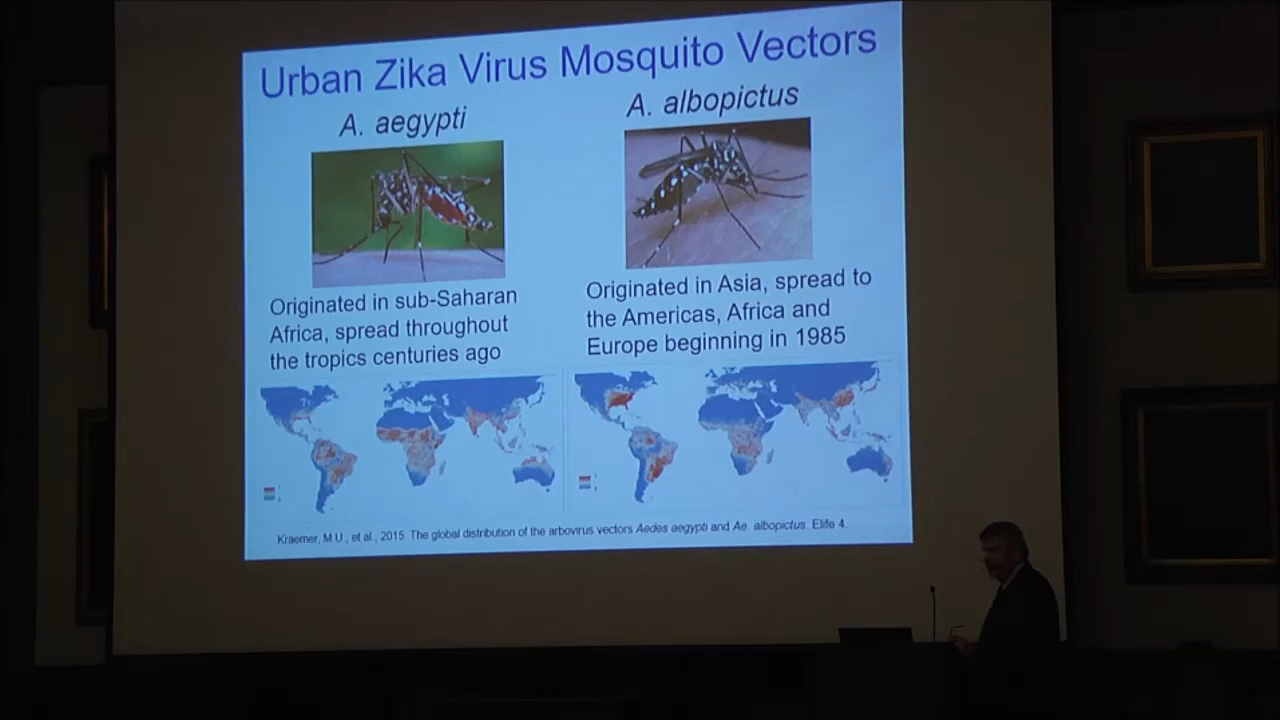 Urban Zika Virus Mosquito Vectors
A. aegypti
A. albopictus
Originated in sub-Saharan
Africa, spread throughout
the tropics centuries ago
Originated in Asia, spread to
the Americas, Africa and
Europe beginning in 1985
Kraemer, M.U., et al., 2015. The global distribution of the arbovirus vectors Aedes aegypti and Ae. albopictus. Elife 4.